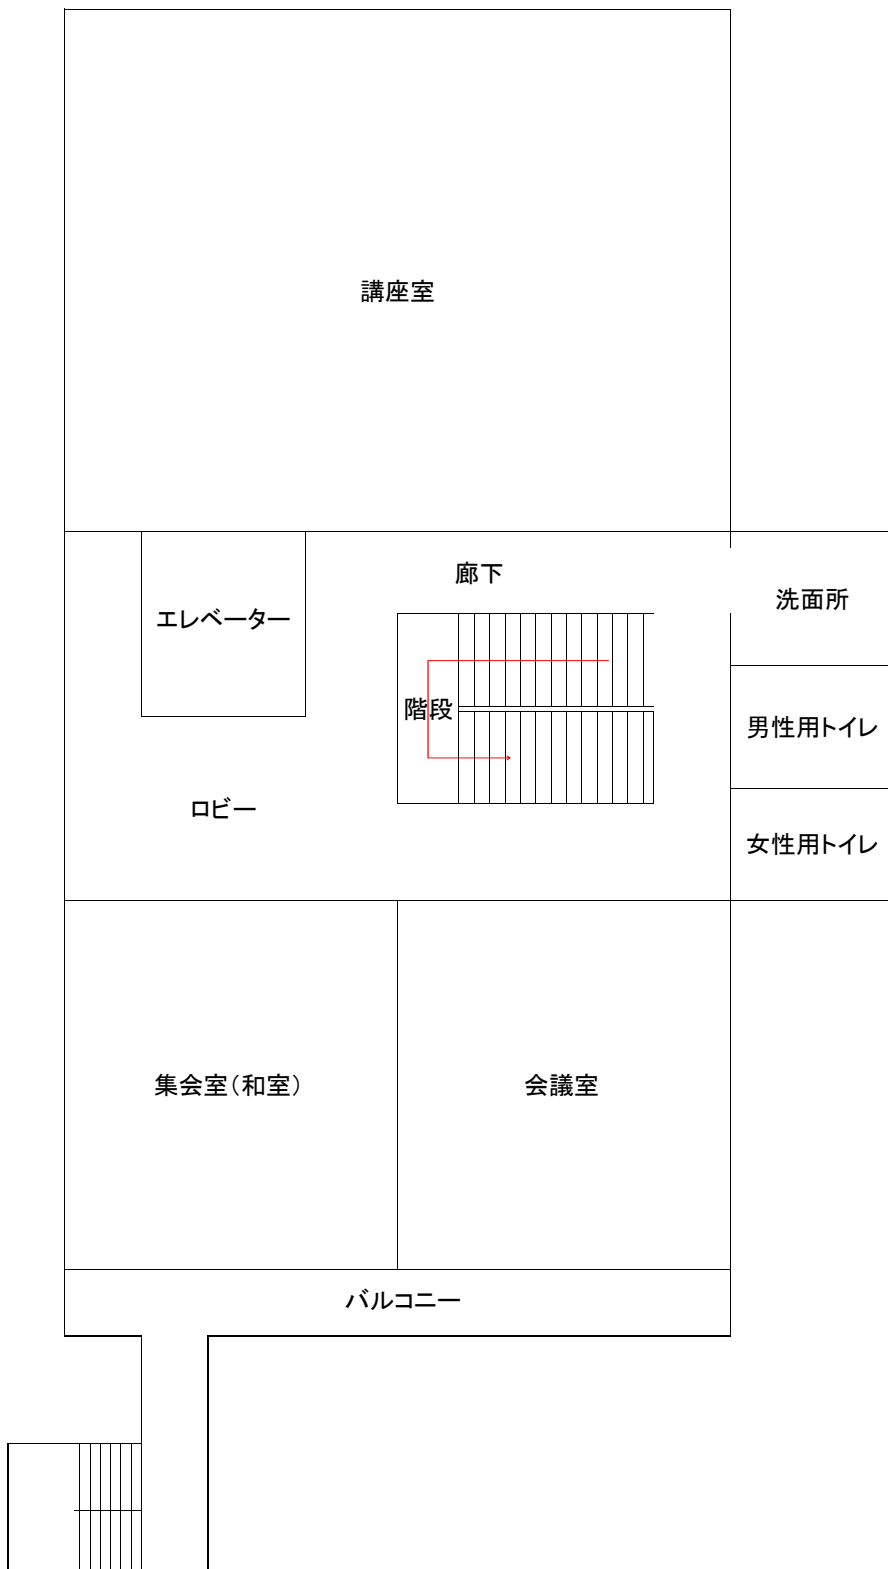 講座室
廊下
洗面所
エレベーター
階段
男性用トイレ
ロビー
女性用トイレ
集会室（和室）
会議室
バルコニー